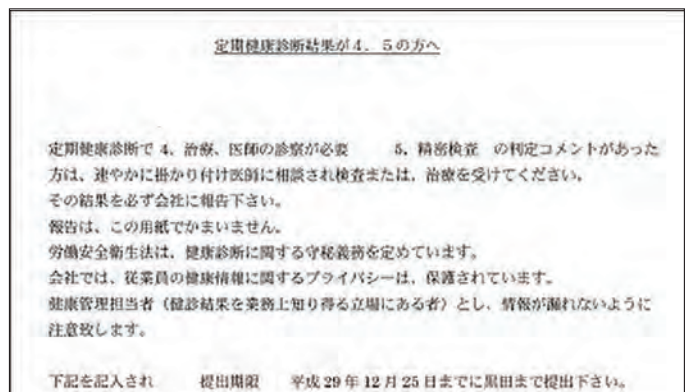 定期健康診断結果が4．5の方へ
定期健康診断で 4、治療、医師の診察が必要　　5、精密検査　の判定コメントがあった
方は、速やかに掛かり付け医師に相談され検査または、治療を受けてください。
その結果を必ず会社に報告下さい。
報告は、この用紙でかまいません。
労働安全衛生法は、健康診断に関する守秘義務を定めています。
会社では、従業員の健康情報に関するプライバシーは、保護されています。
健康管理担当者（健診結果を業務上知り得る立場にある者）とし、情報が漏れないように
注意致します。
下記を記入され　　提出期限　　平成 29 年 12 月 25 日までに黒田まで提出下さい。